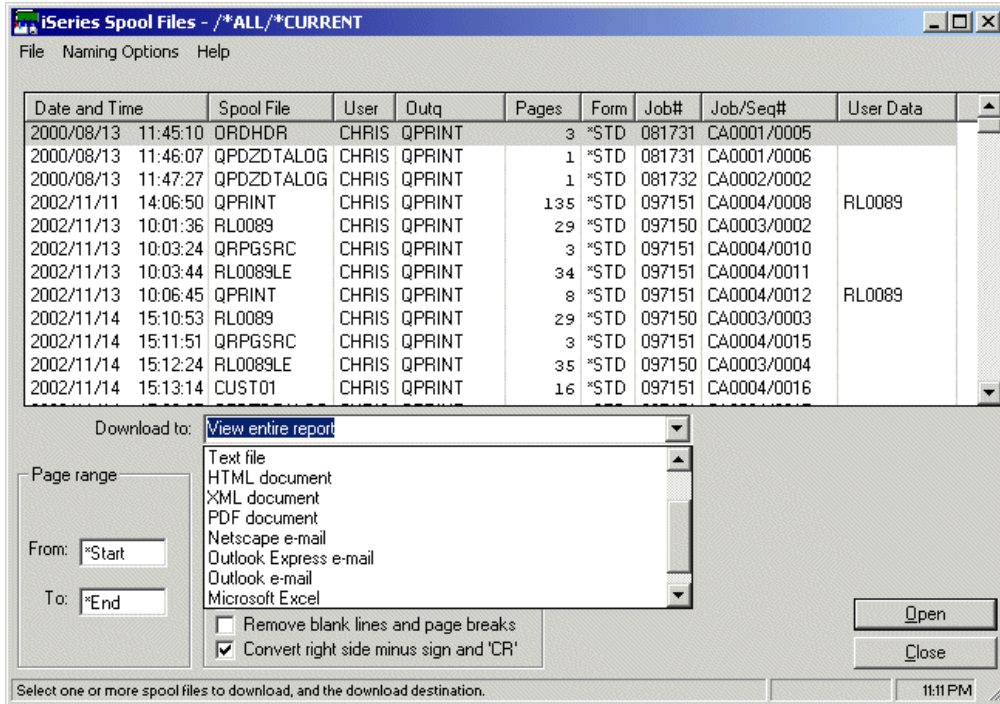 iSeries Spool Files - /*ALL/*CURRENT
File Naming Options Help
Date and Time Spool File User Outq Pages Form Job# Job/Seq# User Data
2000/08/13 11:45:10 ORDHDR CHRIS QPRINT 3 *STD 081731 CA0001/0005
2000/08/13 11:46:07 QPDZDTALOG CHRIS QPRINT 1 *STD 081731 CA0001/0006
2000/08/13 11:47:27 QPDZDTALOG CHRIS QPRINT 1 *STD 081732 CA0002/0002
2002/11/11 14:06:50 QPRINT CHRIS QPRINT 135 *STD 097151 CA0004/0008 RL0089
2002/11/13 10:01:36 RL0089 CHRIS QPRINT 29 *STD 097150 CA0003/0002
2002/11/13 10:03:24 QRPGSRC CHRIS QPRINT 3 *STD 097151 CA0004/0010
2002/11/13 10:03:44 RL0089LE CHRIS QPRINT 34 *STD 097151 CA0004/0011
2002/11/13 10:06:45 QPRINT CHRIS QPRINT 8 *STD 097151 CA0004/0012 RL0089
2002/11/14 15:10:53 RL0089 CHRIS QPRINT 29 *STD 097150 CA0003/0003
2002/11/14 15:11:51 QRPGSRC CHRIS QPRINT 3 *STD 097151 CA0004/0015
2002/11/14 15:12:24 RL0089LE CHRIS QPRINT 35 *STD 097150 CA0003/0004
2002/11/14 15:13:14 CUST01 CHRIS QPRINT 16 *STD 097151 CA0004/0016
Download to: View entire report
Text file
HTML document
XML document
PDF document
Netscape e-mail
Outlook Express e-mail
Outlook e-mail
Microsoft Excel
Page range
From: *Start
To: *End
Remove blank lines and page breaks
Convert right side minus sign and 'CR'
Open
Close
Select one or more spool files to download, and the download destination.
11:11 PM